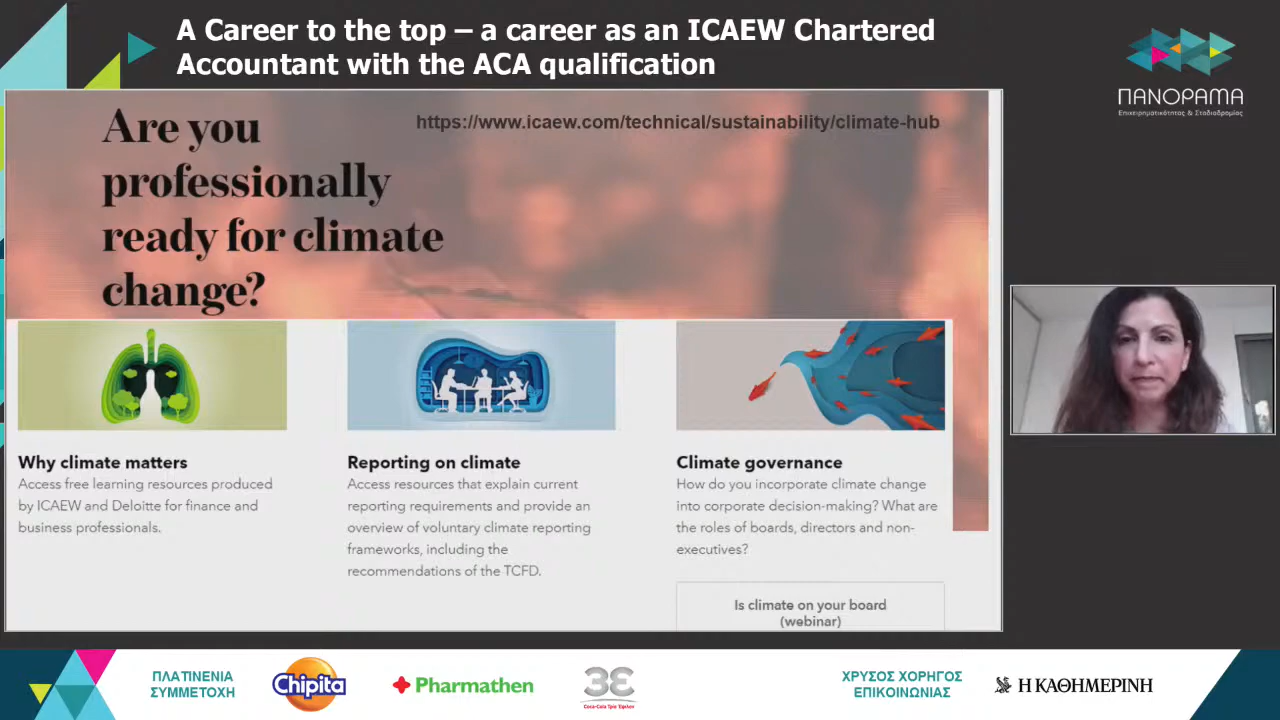 A Career to the top – a career as an ICAEW Chartered
Accountant with the ACA qualification
ΠΑΝΟΡΑΜΑ
Επιχειρηματικότητας & Σταδιοδρομίας
Are you
professionally
ready for climate
change?
https://www.icaew.com/technical/sustainability/climate-hub
Why climate matters
Access free learning resources produced
by ICAEW and Deloitte for finance and
business professionals.
Reporting on climate
Access resources that explain current
reporting requirements and provide an
overview of voluntary climate reporting
frameworks, including the
recommendations of the TCFD.
Climate governance
How do you incorporate climate change
into corporate decision-making? What are
the roles of boards, directors and non-
executives?
Is climate on your board
(webinar)
ΠΛΑΤΙΝΕΝΙΑ
ΣΥΜΜΕΤΟΧΗ
Chipita
Pharmathen
3E
Coca-Cola Τρία Έψιλον
ΧΡΥΣΟΣ ΧΟΡΗΓΟΣ
ΕΠΙΚΟΙΝΩΝΙΑΣ
Η ΚΑΘΗΜΕΡΙΝΗ